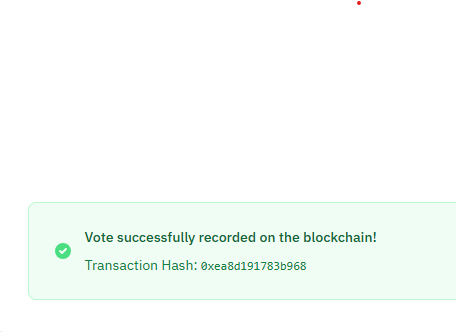 Vote successfully recorded on the blockchain!
Transaction Hash: 0xea8d191783b968